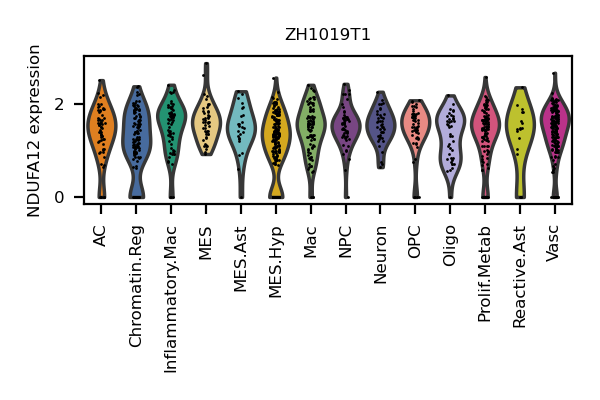 ZH1019T1
NDUFA12 expression
2
0
AC
Chromatin.Reg
Inflammatory.Mac
MES
MES.Ast
MES.Hyp
Mac
NPC
Neuron
OPC
Oligo
Prolif.Metab
Reactive.Ast
Vasc